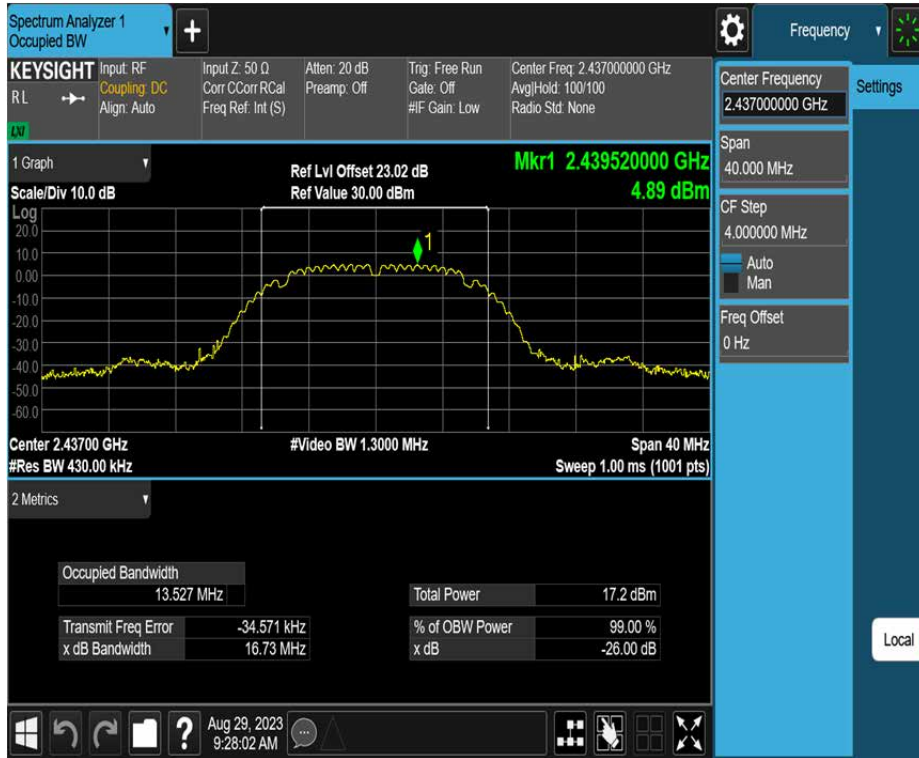 Spectrum Analyzer 1
Occupied BW
+
Frequency
KEYSIGHT Input: RF Input Z: 50 Ω Atten: 20 dB Trig: Free Run Center Freq: 2.437000000 GHz
R L Coupling: DC Corr CCorr RCal Preamp: Off Gate: Off Avg|Hold: 100/100
Align: Auto Freq Ref: Int (S) #IF Gain: Low Radio Std: None
LXI
Center Frequency
2.437000000 GHz
Settings
Span
40.000 MHz
CF Step
4.000000 MHz
Auto
Man
Freq Offset
0 Hz
Local
1 Graph
Scale/Div 10.0 dB
Ref Lvl Offset 23.02 dB
Ref Value 30.00 dBm
Mkr1 2.439520000 GHz
4.89 dBm
Log
20.0
10.0
0.00
-10.0
-20.0
-30.0
-40.0
-50.0
-60.0
1
Center 2.43700 GHz #Video BW 1.3000 MHz Span 40 MHz
#Res BW 430.00 kHz Sweep 1.00 ms (1001 pts)
2 Metrics
Occupied Bandwidth
13.527 MHz
Total Power 17.2 dBm
Transmit Freq Error -34.571 kHz % of OBW Power 99.00 %
x dB Bandwidth 16.73 MHz x dB -26.00 dB
?
Aug 29, 2023
9:28:02 AM